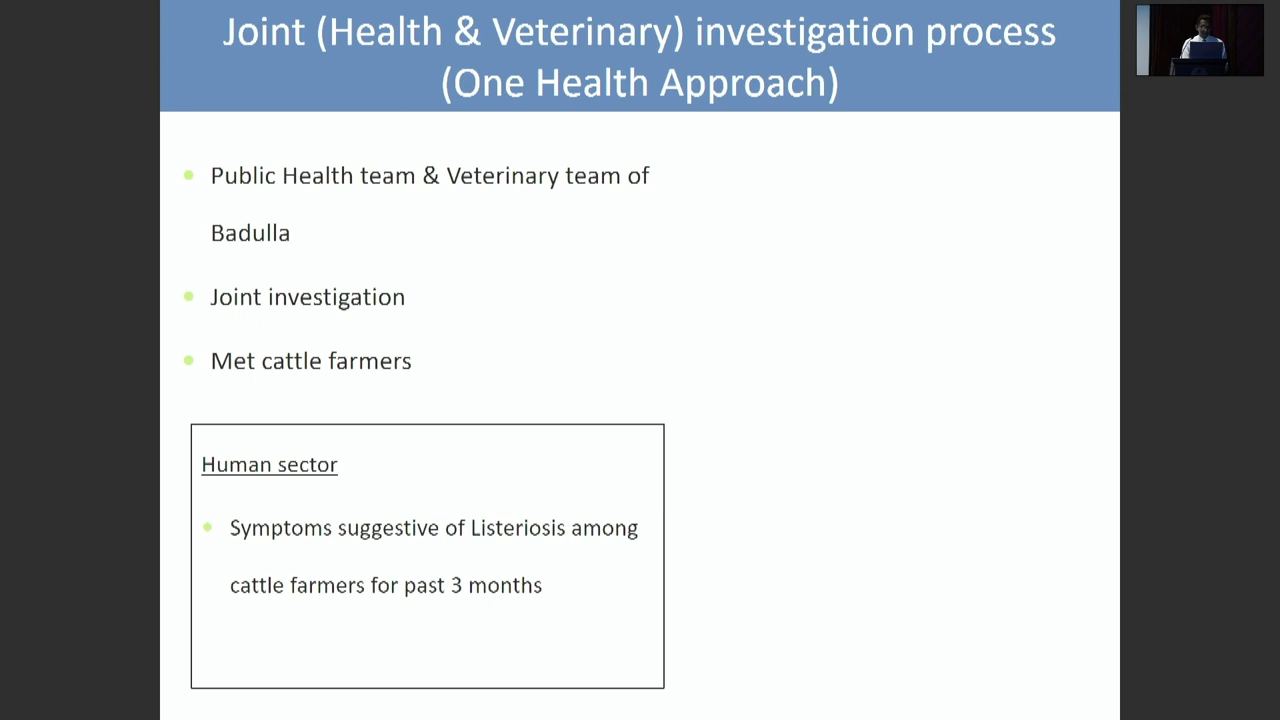 Joint (Health & Veterinary) investigation process
(One Health Approach)
Public Health team & Veterinary team of
Badulla
Joint investigation
Met cattle farmers
Human sector
Symptoms suggestive of Listeriosis among
cattle farmers for past 3 months